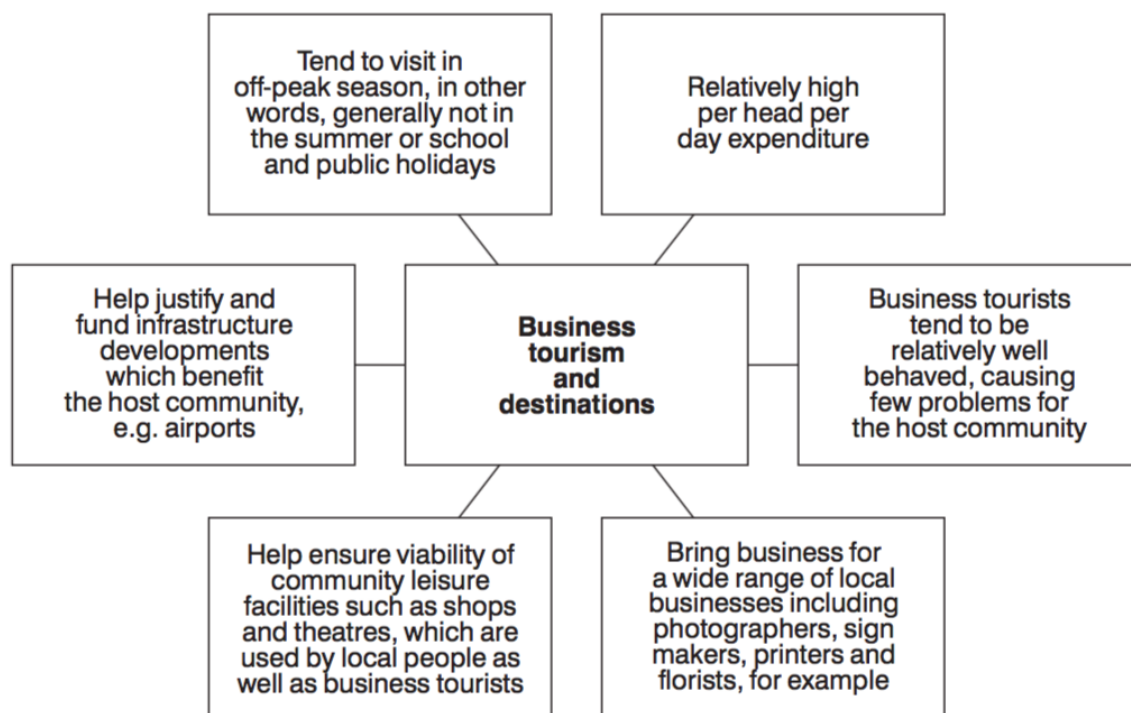 Tend to visit in
off-peak season, in other
words, generally not in
the summer or school
and public holidays
Relatively high
per head per
day expenditure
Help justify and
fund infrastructure
developments
which benefit
the host community,
e.g. airports
Business
tourism
and
destinations
Business tourists
tend to be
relatively well
behaved, causing
few problems for
the host community
Help ensure viability of
community leisure
facilities such as shops
and theatres, which are
used by local people as
well as business tourists
Bring business for
a wide range of local
businesses including
photographers, sign
makers, printers and
florists, for example